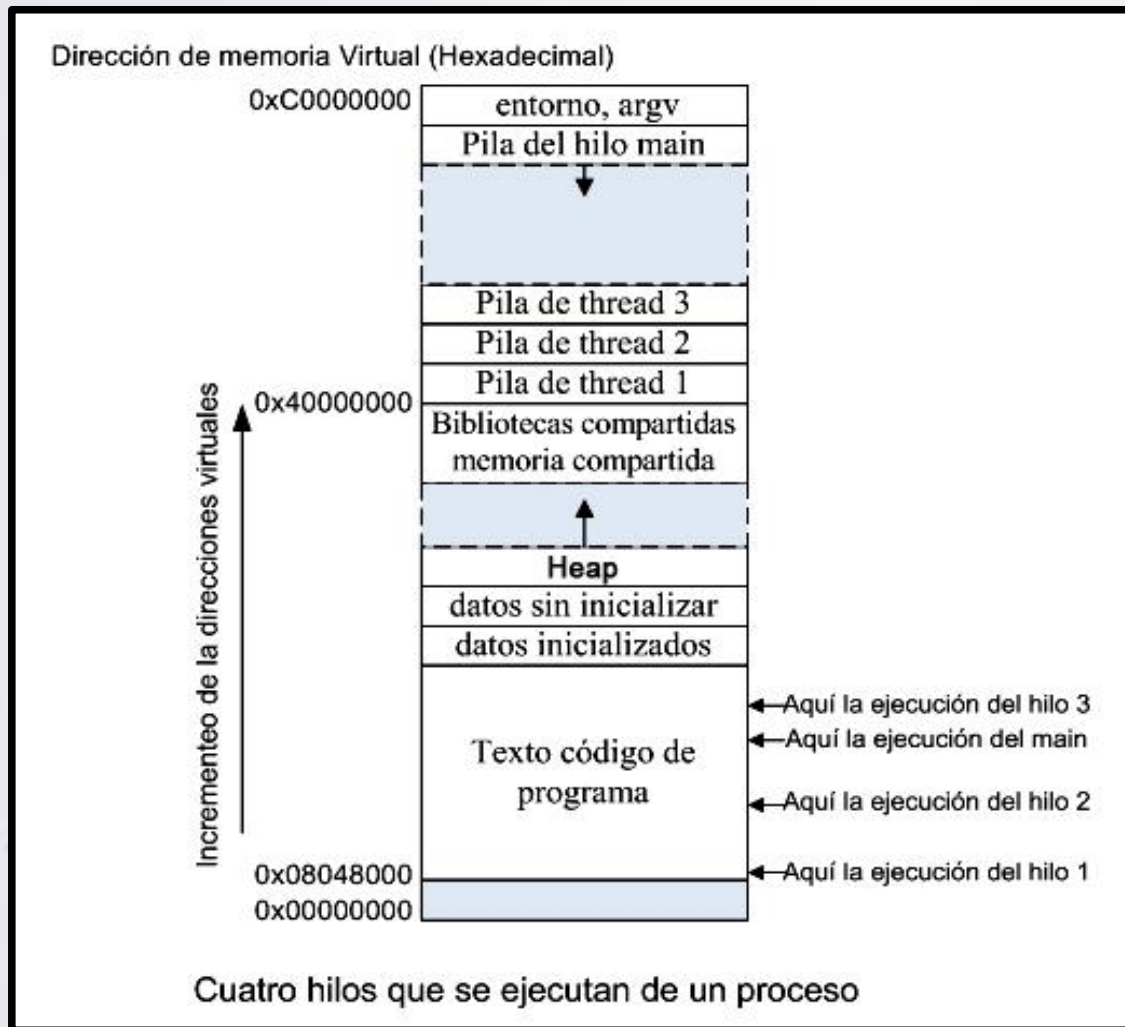 Dirección de memoria Virtual (Hexadecimal)
0xC0000000
entorno, argv
Pila del hilo main
Pila de thread 3
Pila de thread 2
Pila de thread 1
0x40000000
Bibliotecas compartidas
memoria compartida
Incremento de la direcciones virtuales
Heap
datos sin inicializar
datos inicializados
Texto código de
programa
Aquí la ejecución del hilo 3
Aquí la ejecución del main
Aquí la ejecución del hilo 2
Aquí la ejecución del hilo 1
0x08048000
0x00000000
Cuatro hilos que se ejecutan de un proceso